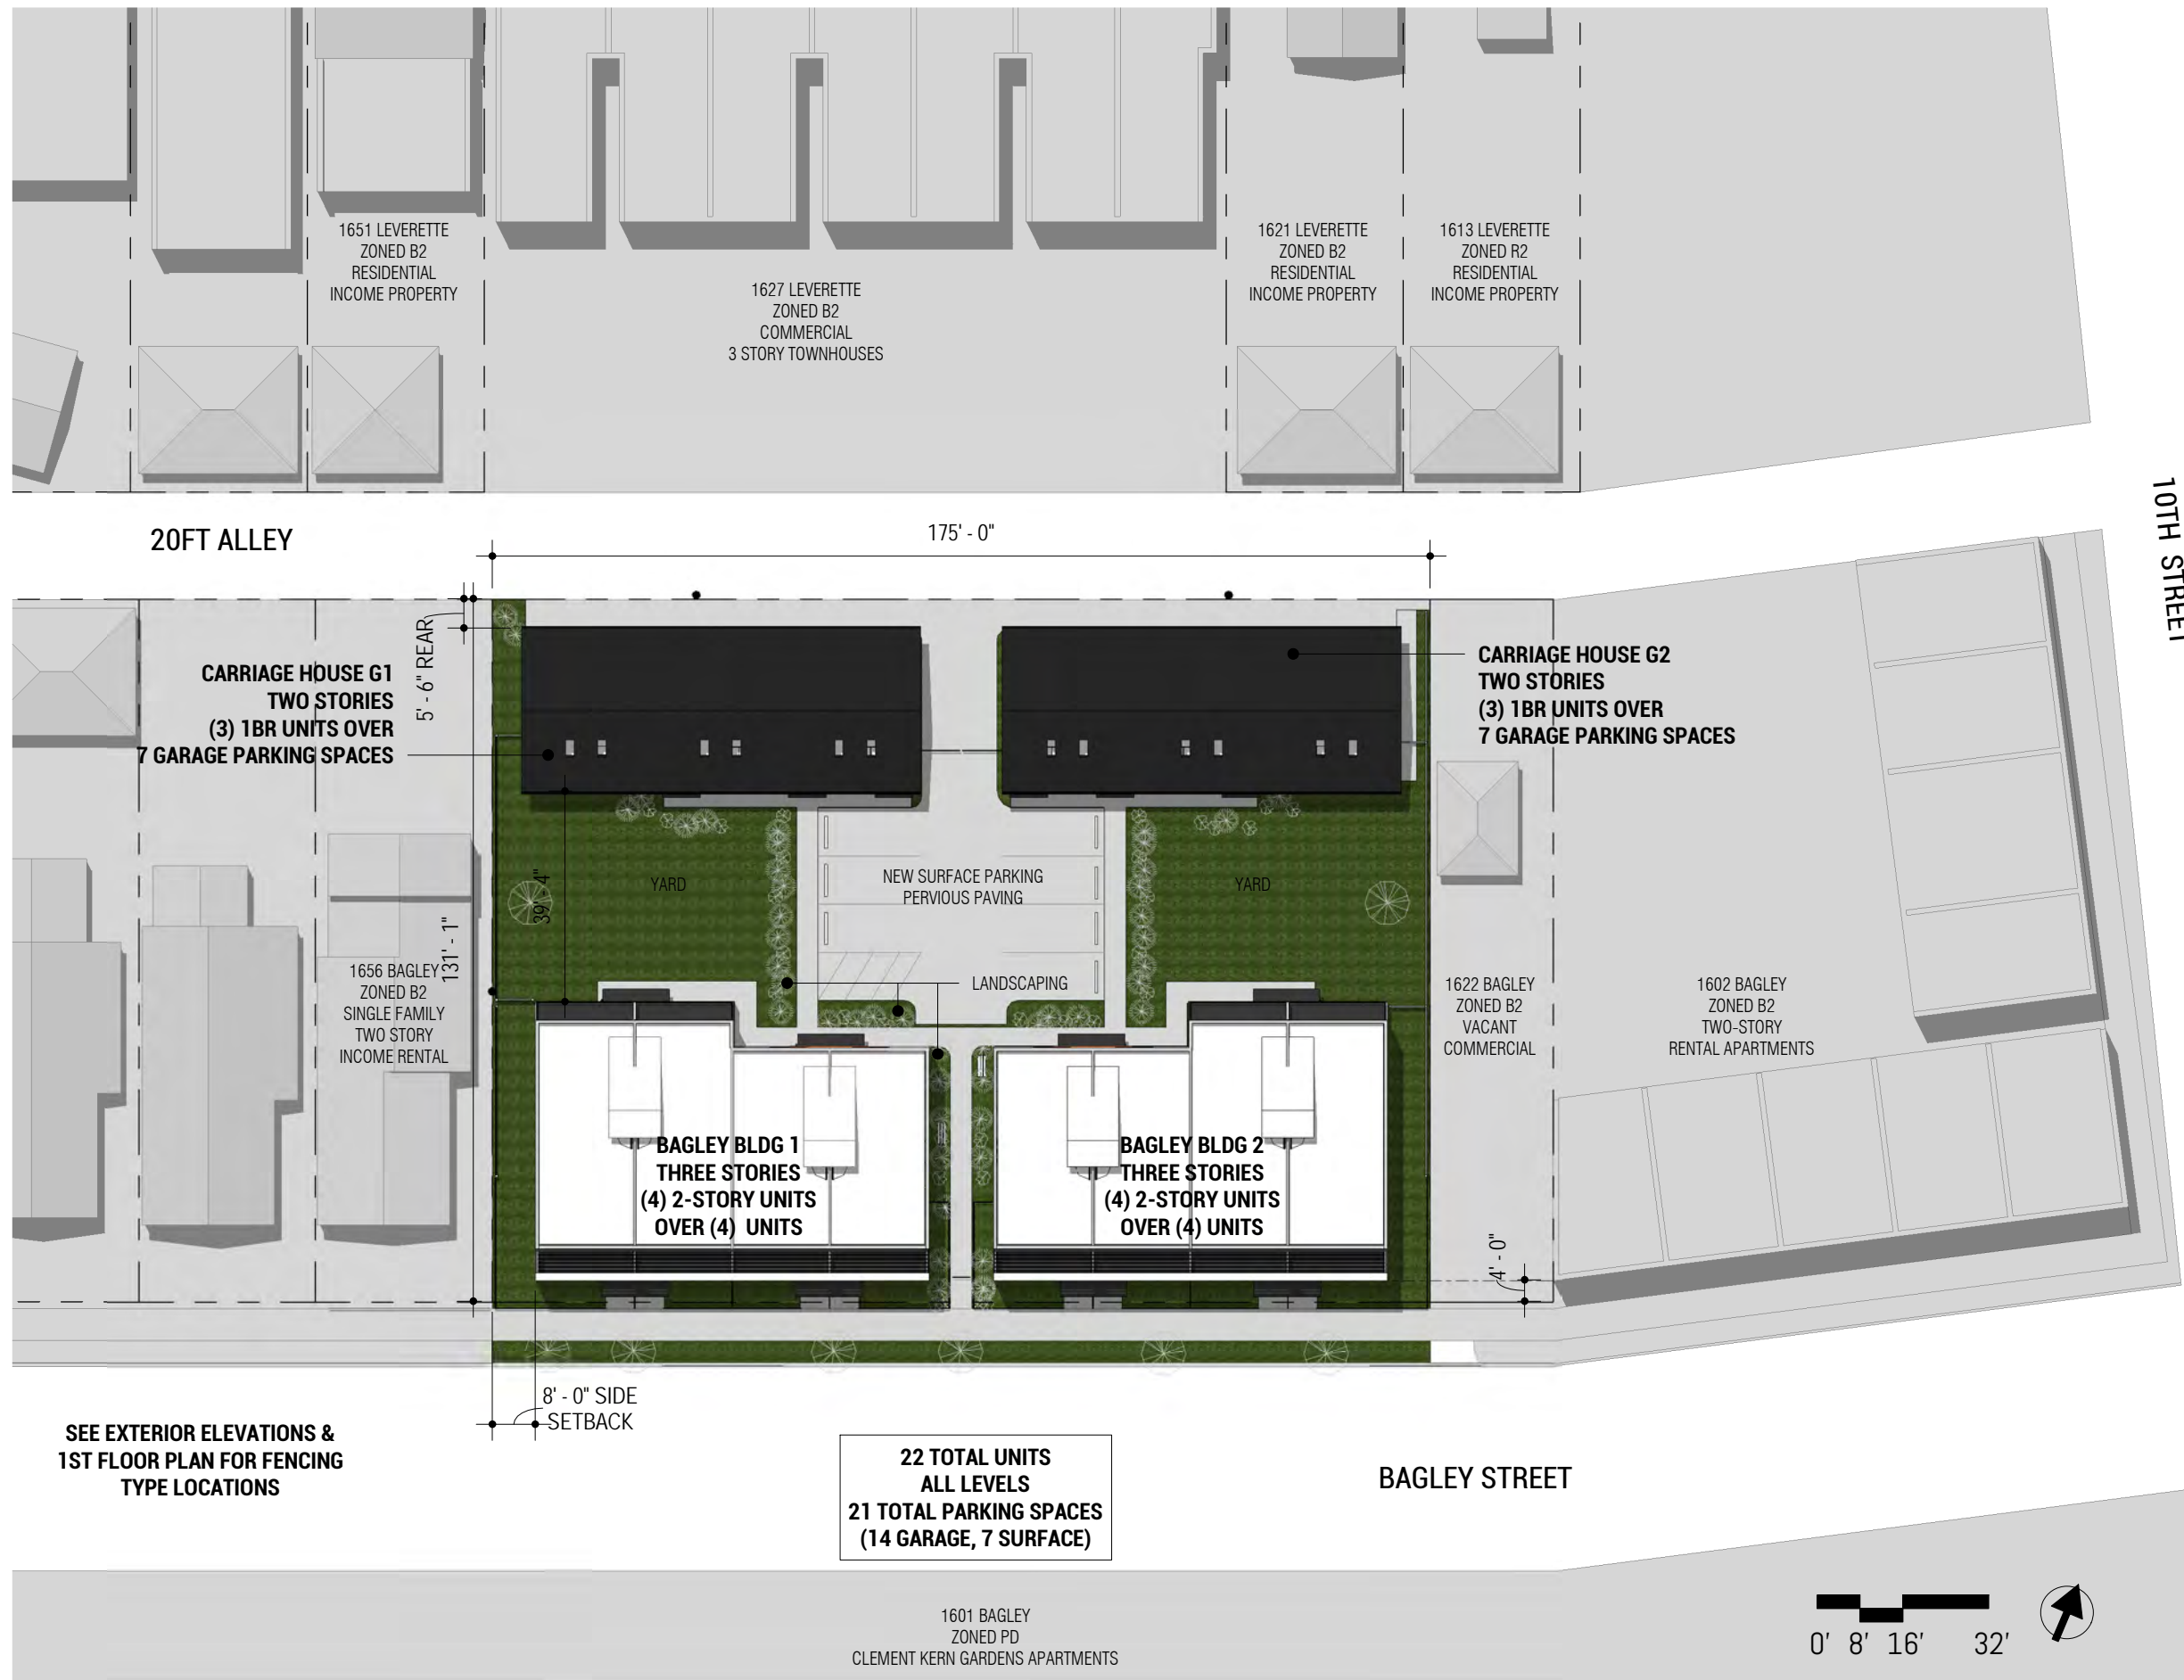 1651 LEVERETTE
ZONED B2
RESIDENTIAL
INCOME PROPERTY
1627 LEVERETTE
ZONED B2
COMMERCIAL
3 STORY TOWNHOUSES
1621 LEVERETTE
ZONED B2
RESIDENTIAL
INCOME PROPERTY
1613 LEVERETTE
ZONED R2
RESIDENTIAL
INCOME PROPERTY
20FT ALLEY
175' - 0"
10TH STREET
5' - 6" REAR
CARRIAGE HOUSE G1
TWO STORIES
(3) 1BR UNITS OVER
7 GARAGE PARKING SPACES
CARRIAGE HOUSE G2
TWO STORIES
(3) 1BR UNITS OVER
7 GARAGE PARKING SPACES
YARD
39' - 4"
NEW SURFACE PARKING
PERVIOUS PAVING
YARD
131' - 1"
LANDSCAPING
1656 BAGLEY
ZONED B2
SINGLE FAMILY
TWO STORY
INCOME RENTAL
1622 BAGLEY
ZONED B2
VACANT
COMMERCIAL
1602 BAGLEY
ZONED B2
TWO-STORY
RENTAL APARTMENTS
BAGLEY BLDG 1
THREE STORIES
(4) 2-STORY UNITS
OVER (4) UNITS
BAGLEY BLDG 2
THREE STORIES
(4) 2-STORY UNITS
OVER (4) UNITS
4' - 0"
8' - 0" SIDE
SETBACK
SEE EXTERIOR ELEVATIONS &
1ST FLOOR PLAN FOR FENCING
TYPE LOCATIONS
22 TOTAL UNITS
ALL LEVELS
21 TOTAL PARKING SPACES
(14 GARAGE, 7 SURFACE)
BAGLEY STREET
1601 BAGLEY
ZONED PD
CLEMENT KERN GARDENS APARTMENTS
0' 8' 16' 32'